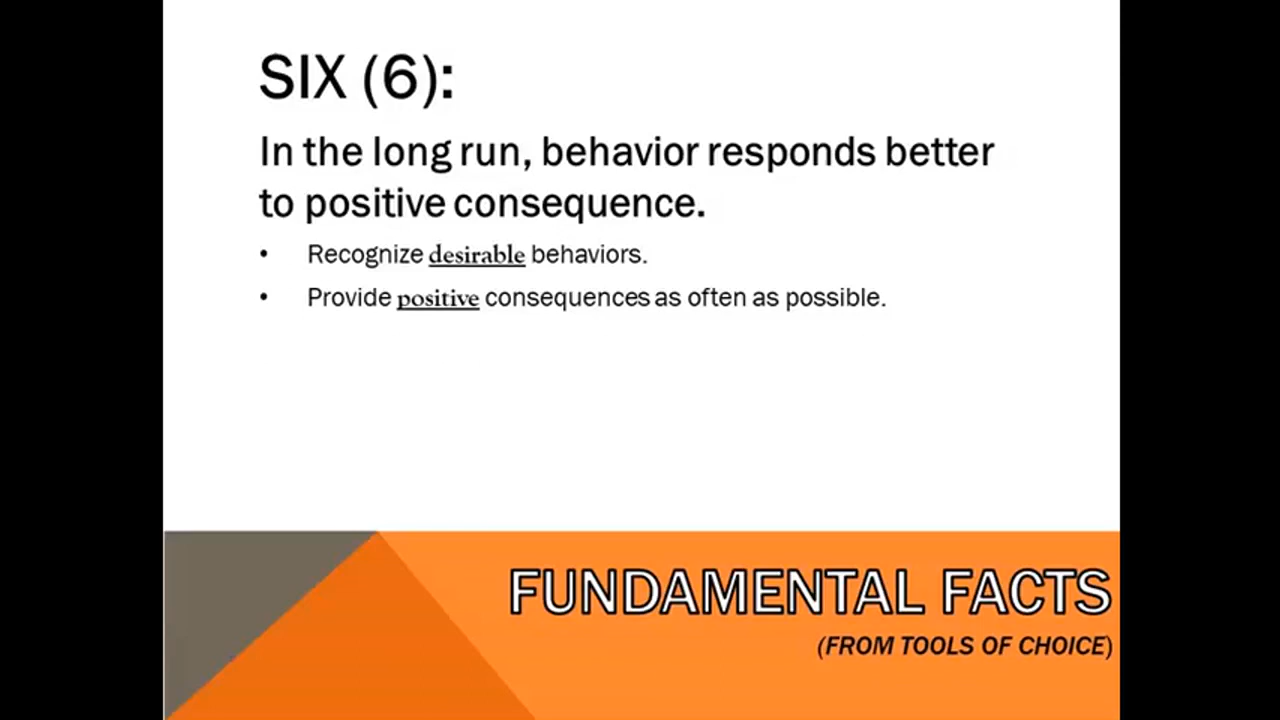 SIX (6):
In the long run, behavior responds better
to positive consequence.
• Recognize desirable behaviors.
• Provide positive consequences as often as possible.
FUNDAMENTAL FACTS
(FROM TOOLS OF CHOICE)